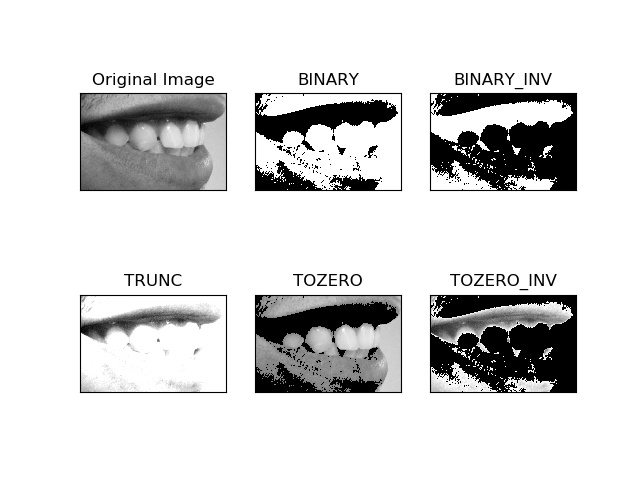 Original Image
BINARY
BINARY_INV
TRUNC
TOZERO
TOZERO_INV